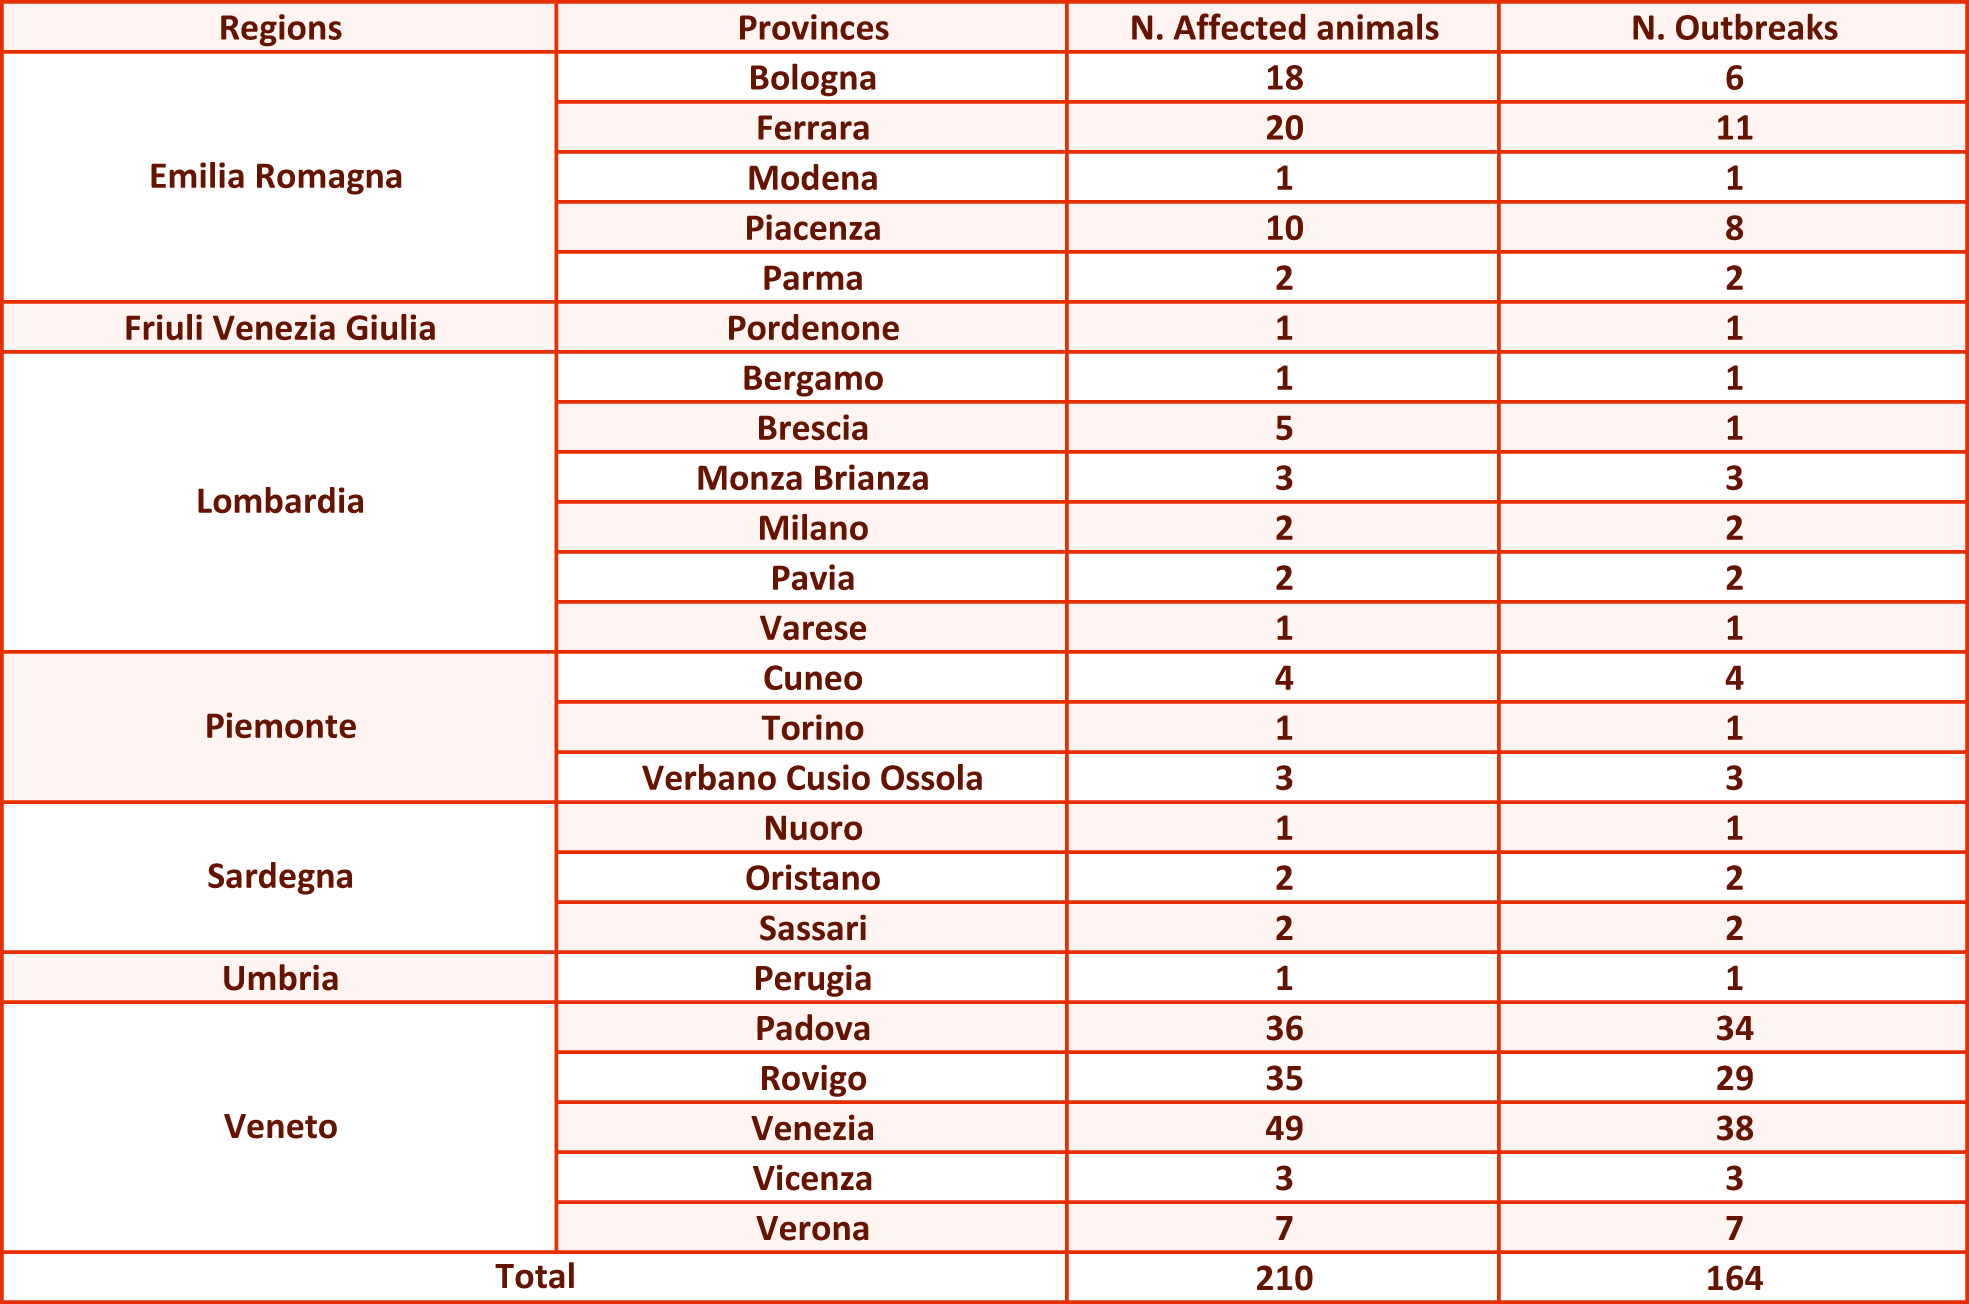 Regions Provinces N. Affected animals N. Outbreaks
Emilia Romagna Bologna 18 6
Ferrara 20 11
Modena 1 1
Piacenza 10 8
Parma 2 2
Friuli Venezia Giulia Pordenone 1 1
Lombardia Bergamo 1 1
Brescia 5 1
Monza Brianza 3 3
Milano 2 2
Pavia 2 2
Varese 1 1
Piemonte Cuneo 4 4
Torino 1 1
Verbano Cusio Ossola 3 3
Sardegna Nuoro 1 1
Oristano 2 2
Sassari 2 2
Umbria Perugia 1 1
Veneto Padova 36 34
Rovigo 35 29
Venezia 49 38
Vicenza 3 3
Verona 7 7
Total 210 164